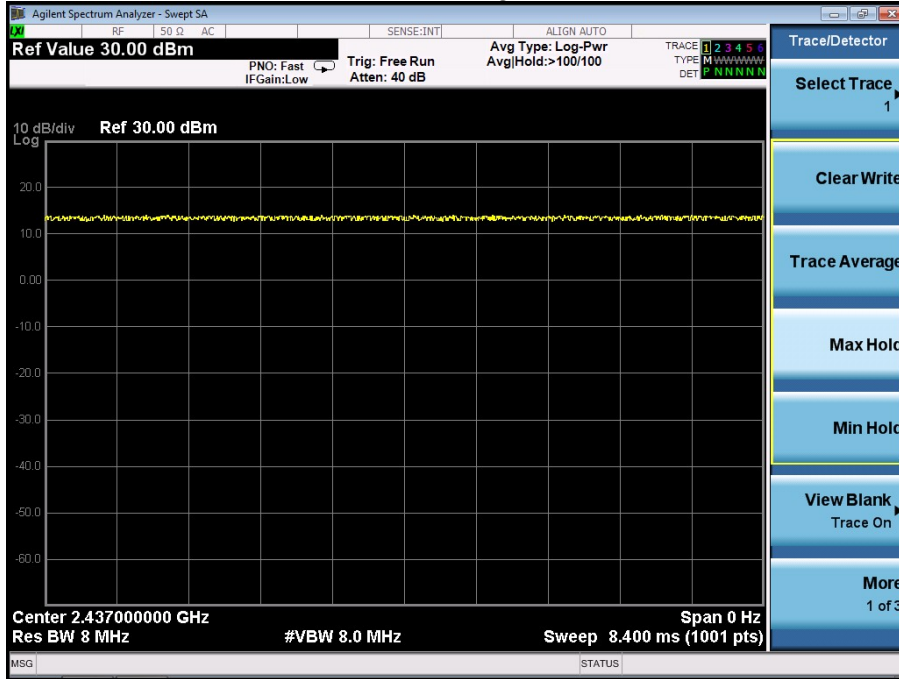 Agilent Spectrum Analyzer - Swept SA
LXI RF 50 Ω AC SENSE:INT ALIGN AUTO
Ref Value 30.00 dBm
PNO: Fast
IFGain:Low
Trig: Free Run
Atten: 40 dB
Avg Type: Log-Pwr
Avg|Hold:>100/100
TRACE 1 2 3 4 5 6
TYPE M WWWWW
DET P N N N N N
10 dB/div Ref 30.00 dBm
Log
20.0
10.0
0.00
-10.0
-20.0
-30.0
-40.0
-50.0
-60.0
Center 2.437000000 GHz Span 0 Hz
Res BW 8 MHz #VBW 8.0 MHz Sweep 8.400 ms (1001 pts)
MSG STATUS
Trace/Detector
Select Trace
1
Clear Write
Trace Average
Max Hold
Min Hold
View Blank
Trace On
More
1 of 3